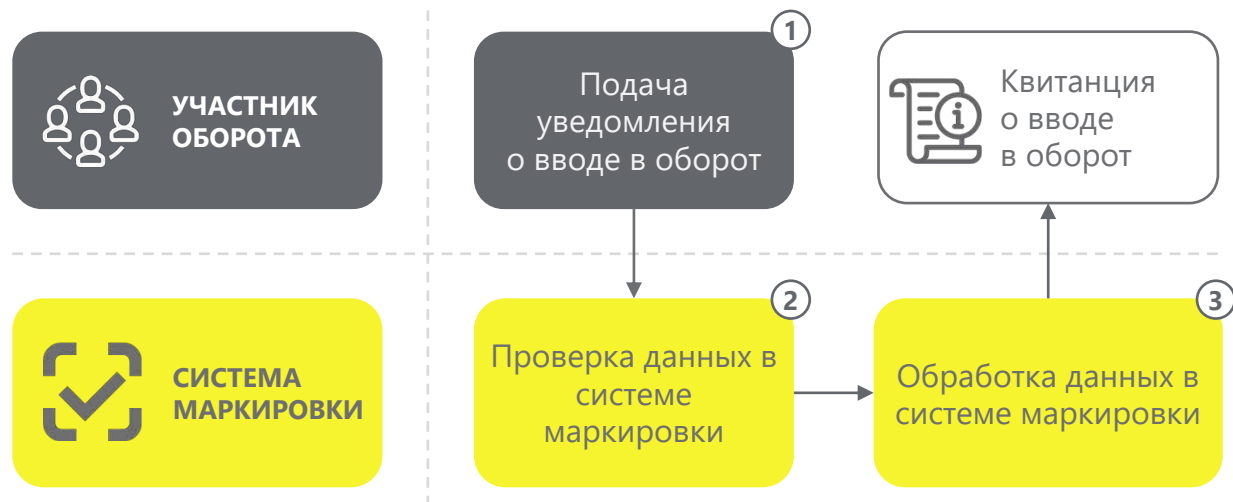 УЧАСТНИК
ОБОРОТА
1
Подача
уведомления
о вводе в оборот
i
Квитанция
о вводе
в оборот
СИСТЕМА
МАРКИРОВКИ
2
Проверка данных в
системе
маркировки
3
Обработка данных в
системе маркировки